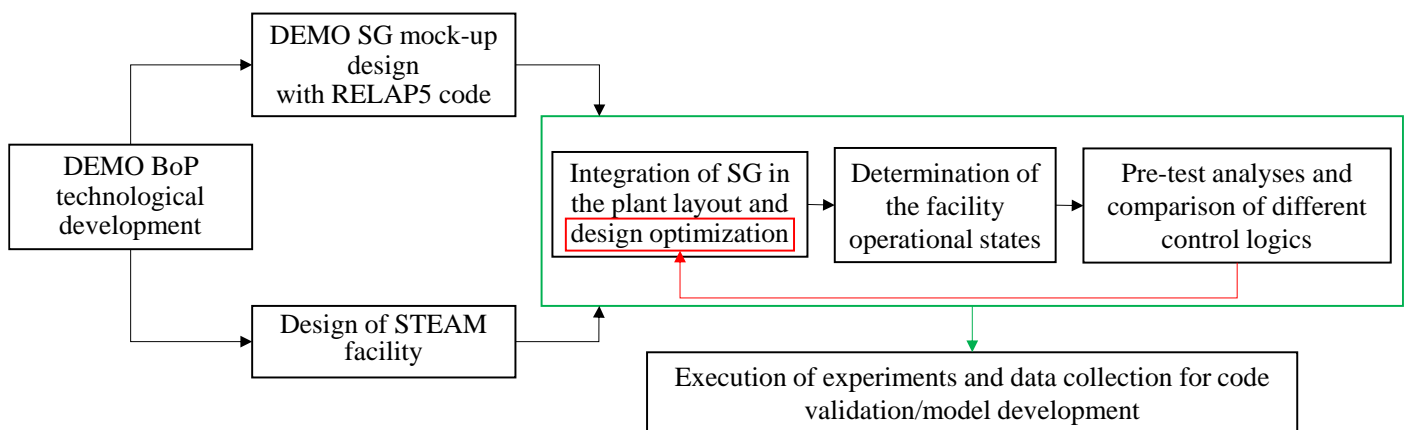 DEMO SG mock-up
design
with RELAP5 code
DEMO BoP
technological
development
Integration of SG in
the plant layout and
design optimization
Determination of
the facility
operational states
Pre-test analyses and
comparison of different
control logics
Design of STEAM
facility
Execution of experiments and data collection for code
validation/model development